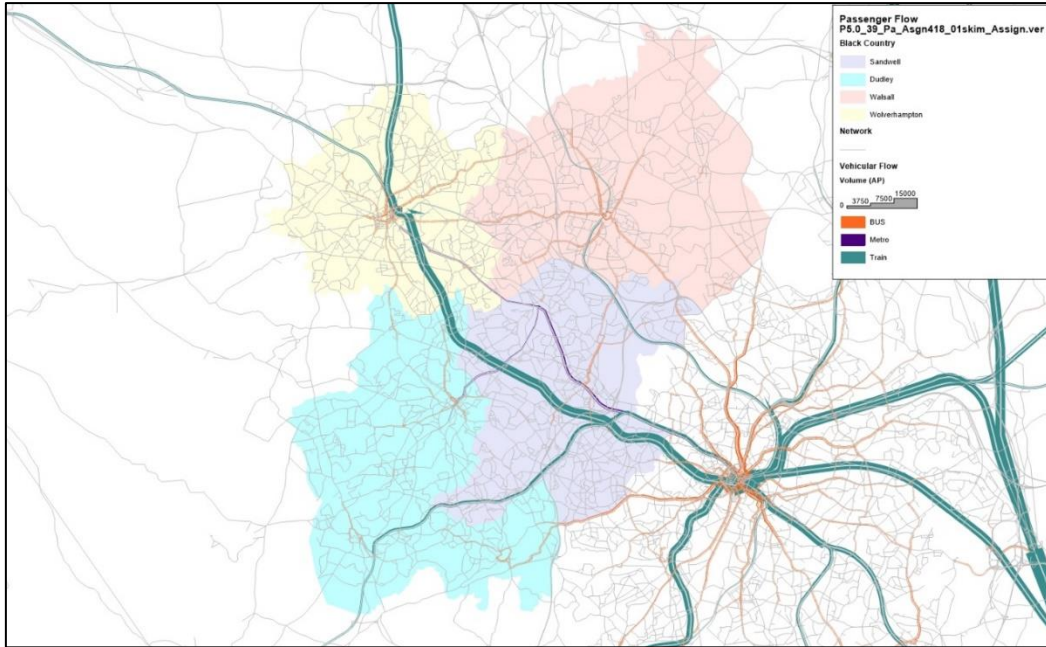 Passenger Flow
P5.0_39_Pa_Asgn418_01skim_Assign.ver
Black Country
Sandwell
Dudley
Walsall
Wolverhampton
Network
Vehicular Flow
Volume (AP)
0 3750 7500 15000
BUS
Metro
Train